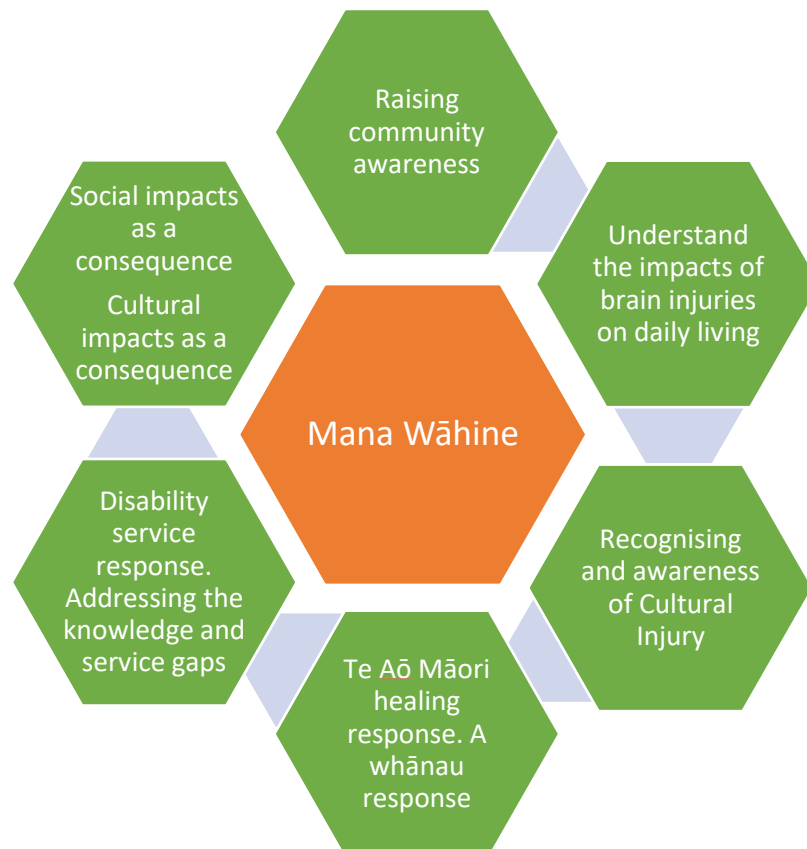 Raising
community
awareness
Understand
the impacts of
brain injuries
on daily living
Recognising
and awareness
of Cultural
Injury
Te Aō Māori
healing
response. A
whānau
response
Disability
service
response.
Addressing the
knowledge and
service gaps
Social impacts
as a
consequence
Cultural
impacts as a
consequence
Mana Wāhine